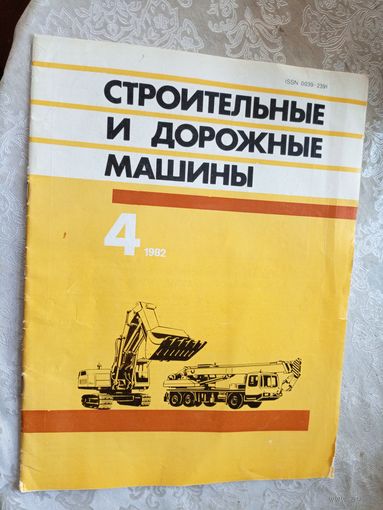 ISSN 0039-2391
СТРОИТЕЛЬНЫЕ
И ДОРОЖНЫЕ
МАШИНЫ
4
1982